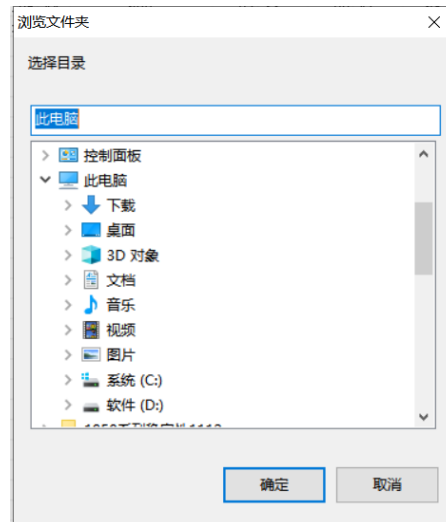 浏览文件夹
选择目录
此电脑
控制面板
此电脑
下载
桌面
3D 对象
文档
音乐
视频
图片
系统 (C:)
软件 (D:)
确定
取消